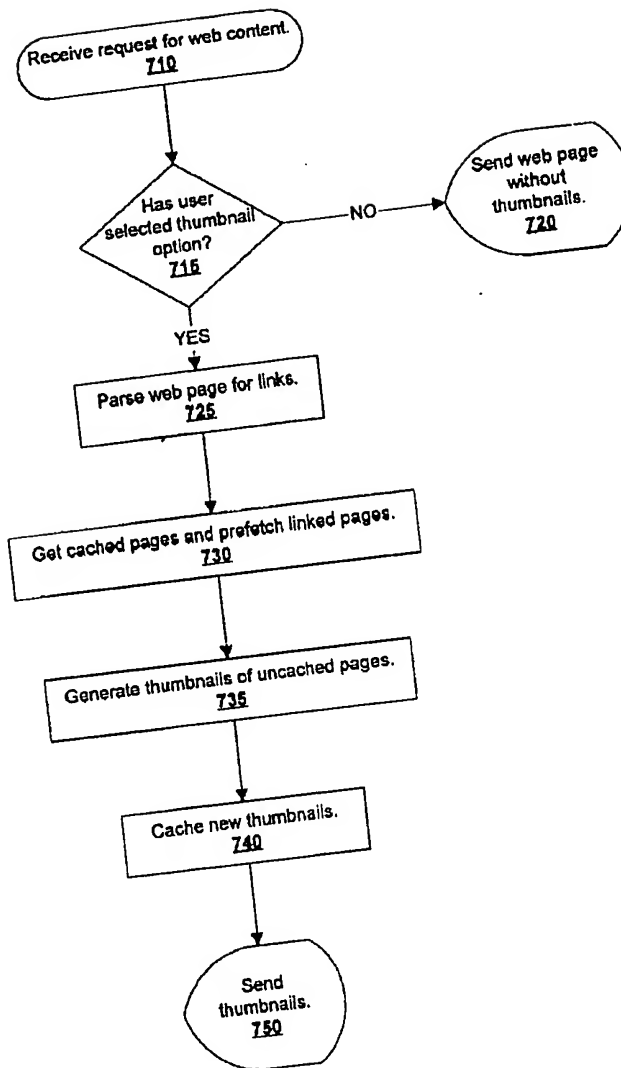 Receive request for web content.
710
Has user
selected thumbnail
option?
715
NO
Send web page
without
thumbnails.
720
YES
Parse web page for links.
725
Get cached pages and prefetch linked pages.
730
Generate thumbnails of uncached pages.
735
Cache new thumbnails.
740
Send
thumbnails.
750